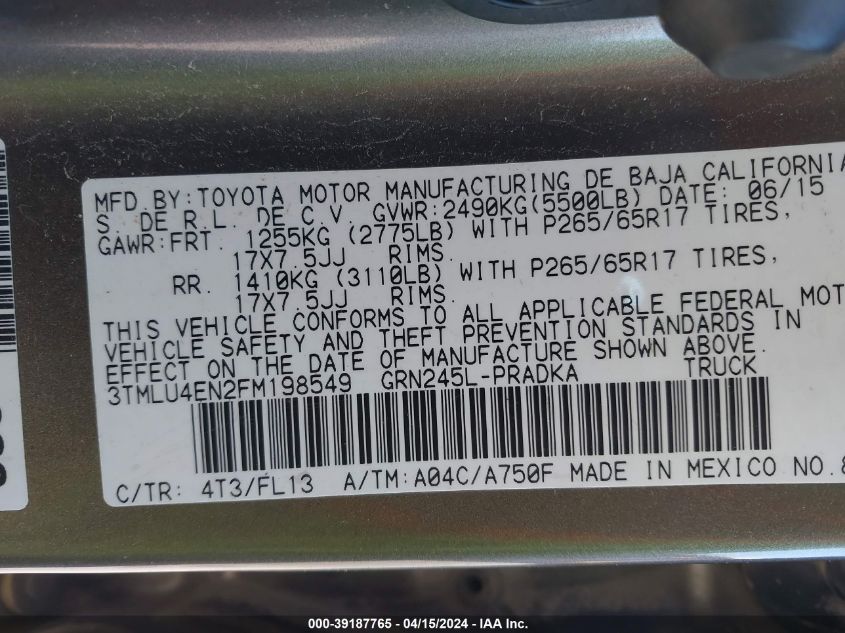 MFD.BY:TOYOTA MOTOR MANUFACTURING DE BAJA CALIFORNIA
S. DE R.L. DE C.V. GVWR:2490KG(5500LB) DATE: 06/15
GAWR:FRT. 1255KG (2775LB) WITH P265/65R17 TIRES,
17X7.5JJ RIMS.
RR. 1410KG (3110LB) WITH P265/65R17 TIRES,
17X7.5JJ RIMS.
THIS VEHICLE CONFORMS TO ALL APPLICABLE FEDERAL MOT
VEHICLE SAFETY AND THEFT PREVENTION STANDARDS IN
EFFECT ON THE DATE OF MANUFACTURE SHOWN ABOVE.
3TMLU4EN2FM198549 GRN245L-PRADKA TRUCK
C/TR: 4T3/FL13 A/TM:A04C/A750F MADE IN MEXICO NO.8
000-39187765 - 04/15/2024 - IAA Inc.